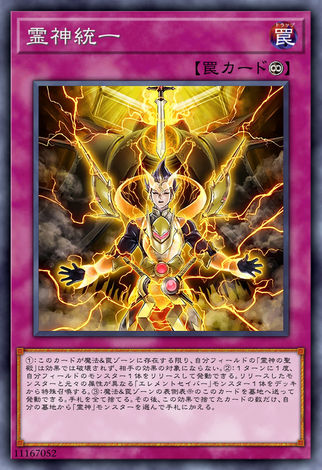 霊神統一
トラップ
罠
【罠カード】
①：このカードが魔法&罠ゾーンに存在する限り、自分フィールドの「霊神の聖
殿」は効果では破壊されず、相手の効果の対象にならない。②：１ターンに１度、
自分フィールドのモンスター１体をリリースして発動できる。リリースしたモ
ンスターと元々の属性が異なる「エレメントセイバー」モンスター１体をデッキ
から特殊召喚する。③：魔法&罠ゾーンの表側表示のこのカードを墓地へ送って
発動できる。手札を全て捨てる。その後、この効果で捨てたカードの数だけ、自
分の墓地から「霊神」モンスターを選んで手札に加える。
11167052